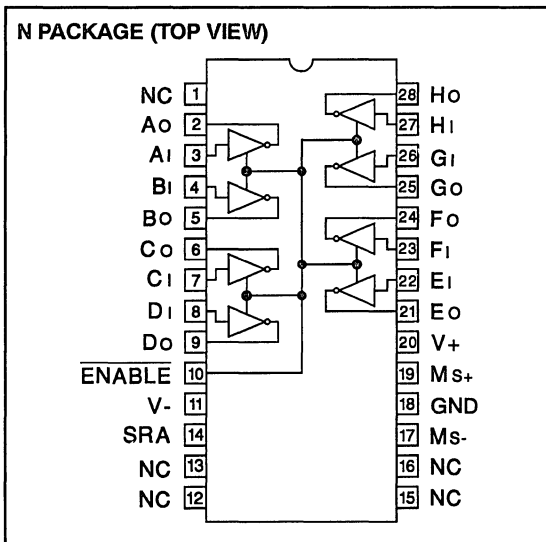 N PACKAGE (TOP VIEW)
NC 1
Ao 2
AI 3
BI 4
Bo 5
Co 6
CI 7
DI 8
Do 9
ENABLE 10
V- 11
SRA 14
NC 13
NC 12
28 Ho
27 HI
26 GI
25 Go
24 Fo
23 FI
22 EI
21 Eo
20 V+
19 Ms+
18 GND
17 Ms-
16 NC
15 NC